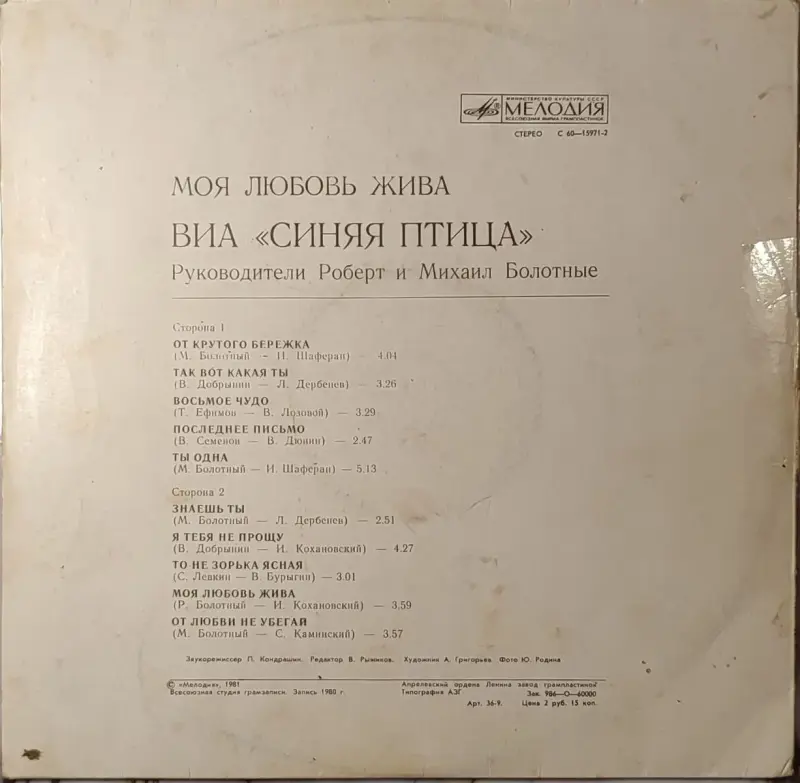 МИНИСТЕРСТВО КУЛЬТУРЫ СССР
МЕЛОДИЯ
ВСЕСОЮЗНАЯ ФИРМА ГРАМПЛАСТИНОК
СТЕРЕО С 60—15971-2
МОЯ ЛЮБОВЬ ЖИВА
ВИА «СИНЯЯ ПТИЦА»
Руководители Роберт и Михаил Болотные
Сторона 1
ОТ КРУТОГО БЕРЕЖКА
(М. Болотный — И. Шаферан) — 4.04
ТАК ВОТ КАКАЯ ТЫ
(В. Добрынин — Л. Дербенев) — 3.26
ВОСЬМОЕ ЧУДО
(Т. Ефимов — В. Лозовой) — 3.29
ПОСЛЕДНЕЕ ПИСЬМО
(В. Семенов — В. Дюнин) — 2.47
ТЫ ОДНА
(М. Болотный — И. Шаферан) — 5.13
Сторона 2
ЗНАЕШЬ ТЫ
(М. Болотный — Л. Дербенев) — 2.51
Я ТЕБЯ НЕ ПРОЩУ
(В. Добрынин — И. Кохановский) — 4.27
ТО НЕ ЗОРЬКА ЯСНАЯ
(С. Левкин — В. Бурыгин) — 3.01
МОЯ ЛЮБОВЬ ЖИВА
(Р. Болотный — И. Кохановский) — 3.59
ОТ ЛЮБВИ НЕ УБЕГАЙ
(М. Болотный — С. Каминский) — 3.57
Звукорежиссер П. Кондрашин. Редактор В. Рыжиков. Художник А. Григорьев. Фото Ю. Родина
© «Мелодия», 1981 Апрелевский ордена Ленина завод грампластинок
Всесоюзная студия грамзаписи. Запись 1980 г. Типография АЗГ Зак. 986—О—60000
Арт. 36-9. Цена 2 руб. 15 коп.